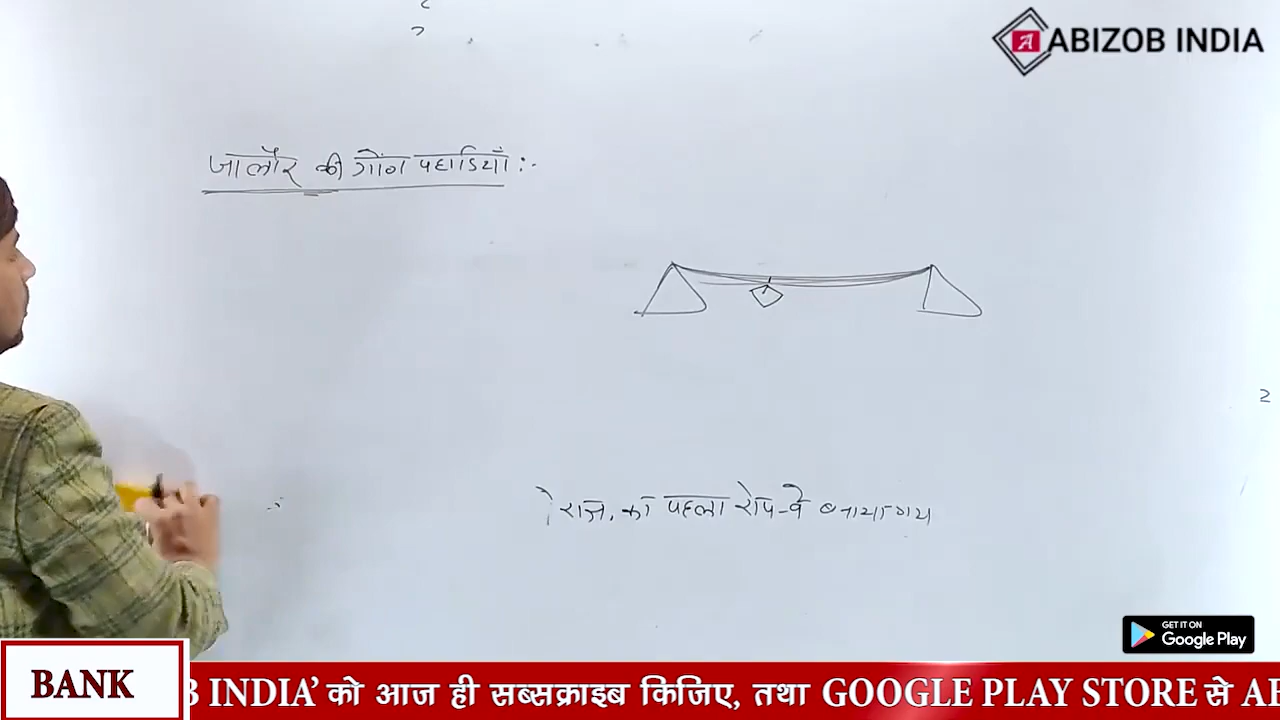 ABIZOB INDIA
जालौर की गौण पहाडियाँ :-
राज. का पहला रोप-वे बनाया गया
GET IT ON
Google Play
BANK
B INDIA' को आज ही सब्सक्राइब किजिए, तथा GOOGLE PLAY STORE से AB